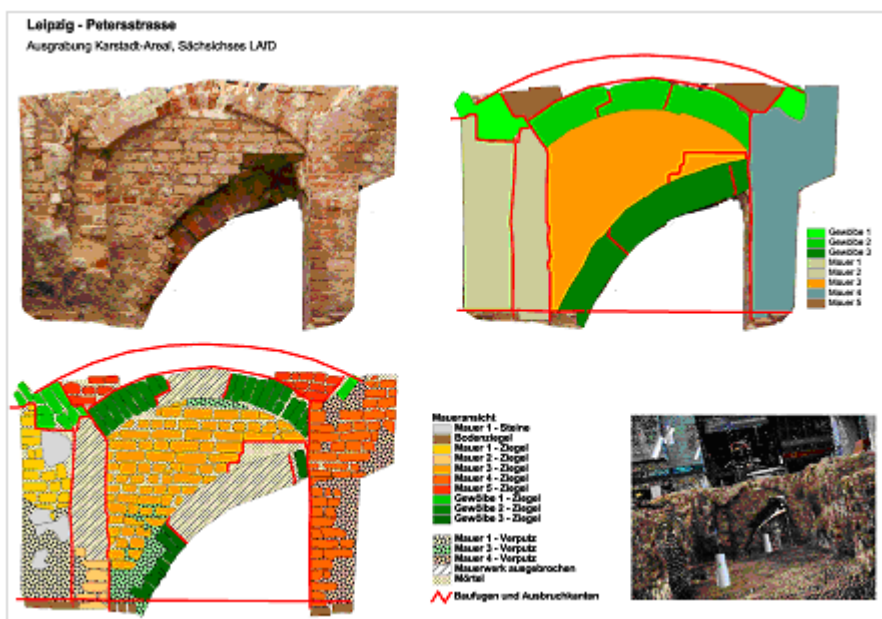 Leipzig - Petersstrasse
Ausgrabung Karstadt-Areal, Sächsichses LAfD
Gewölbe 1
Gewölbe 2
Gewölbe 3
Mauer 1
Mauer 2
Mauer 3
Mauer 4
Mauer 5
Maueransicht
Mauer 1 - Steine
Bodenziegel
Mauer 1 - Ziegel
Mauer 2 - Ziegel
Mauer 3 - Ziegel
Mauer 4 - Ziegel
Mauer 5 - Ziegel
Gewölbe 1 - Ziegel
Gewölbe 2 - Ziegel
Gewölbe 3 - Ziegel
Mauer 1 - Verputz
Mauer 3 - Verputz
Mauer 4 - Verputz
Mauerwerk ausgebrochen
Mörtel
Baufugen und Ausbruchkanten